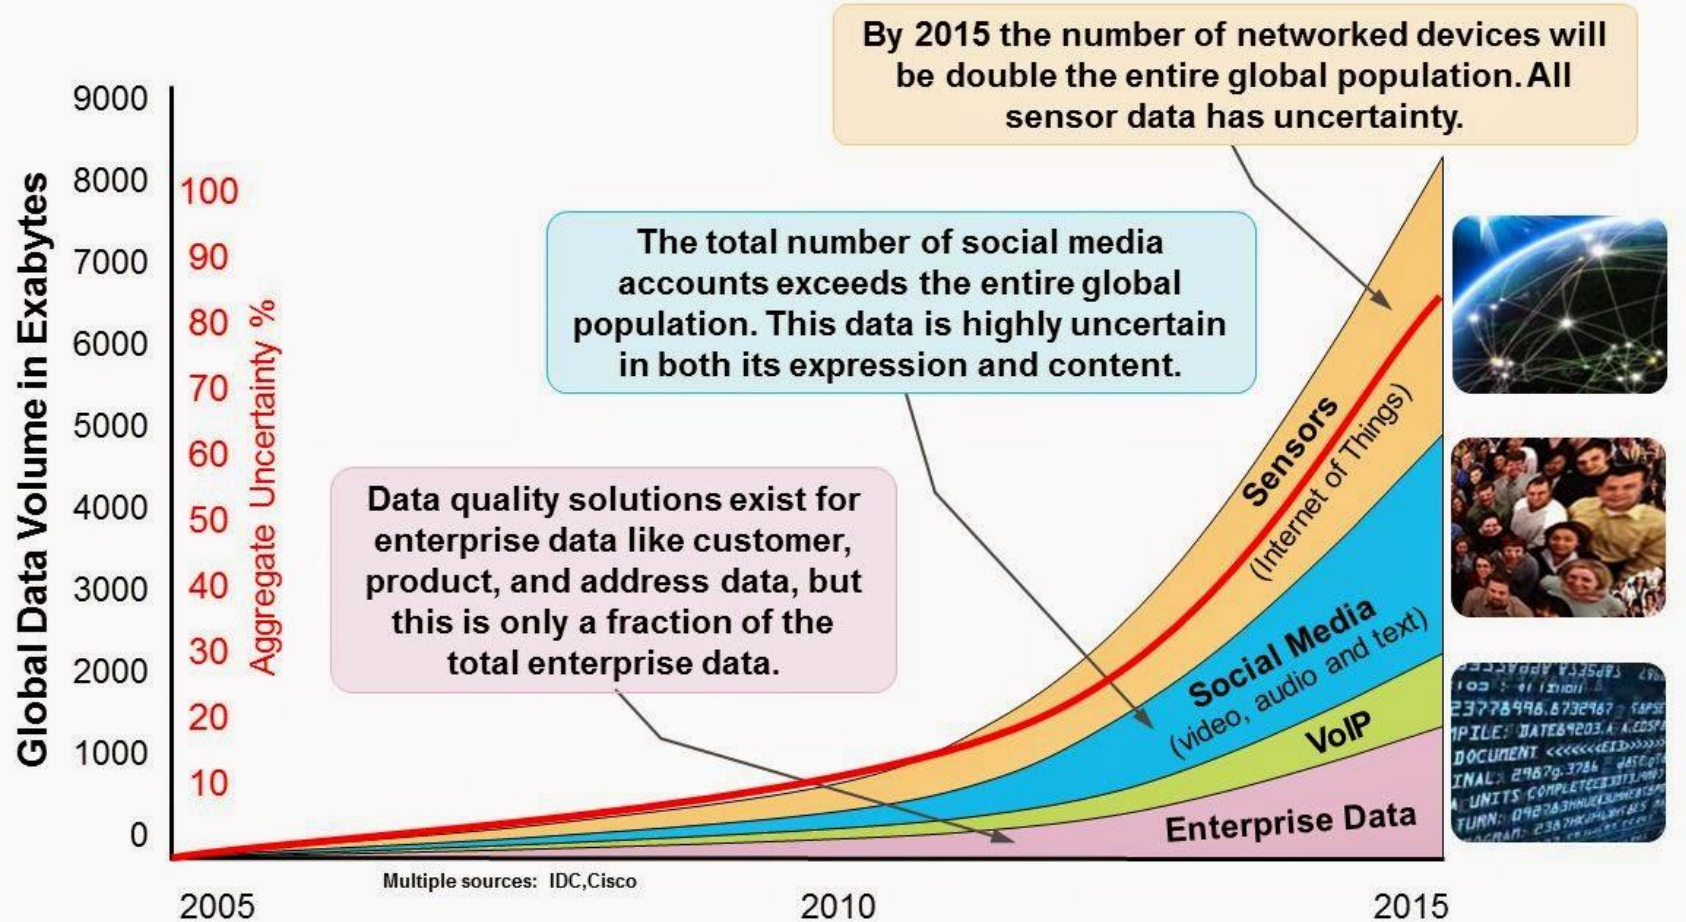 By 2015 the number of networked devices will
be double the entire global population. All
sensor data has uncertainty.
The total number of social media
accounts exceeds the entire global
population. This data is highly uncertain
in both its expression and content.
Data quality solutions exist for
enterprise data like customer,
product, and address data, but
this is only a fraction of the
total enterprise data.
Global Data Volume in Exabytes
9000
8000
7000
6000
5000
4000
3000
2000
1000
0
Aggregate Uncertainty %
100
90
80
70
60
50
40
30
20
10
Sensors
(Internet of Things)
Social Media
(video, audio and text)
VoIP
Enterprise Data
Multiple sources: IDC,Cisco
2005
2010
2015
DOCUMENT